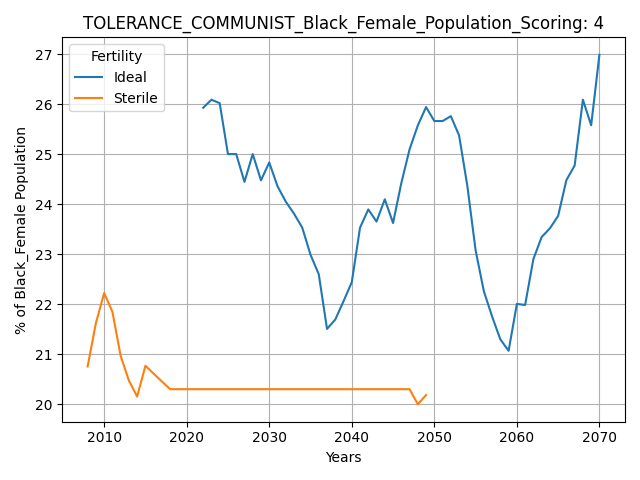 TOLERANCE_COMMUNIST_Black_Female_Population_Scoring: 4
% of Black_Female Population
27
26
25
24
23
22
21
20
Fertility
Ideal
Sterile
2010 2020 2030 2040 2050 2060 2070
Years